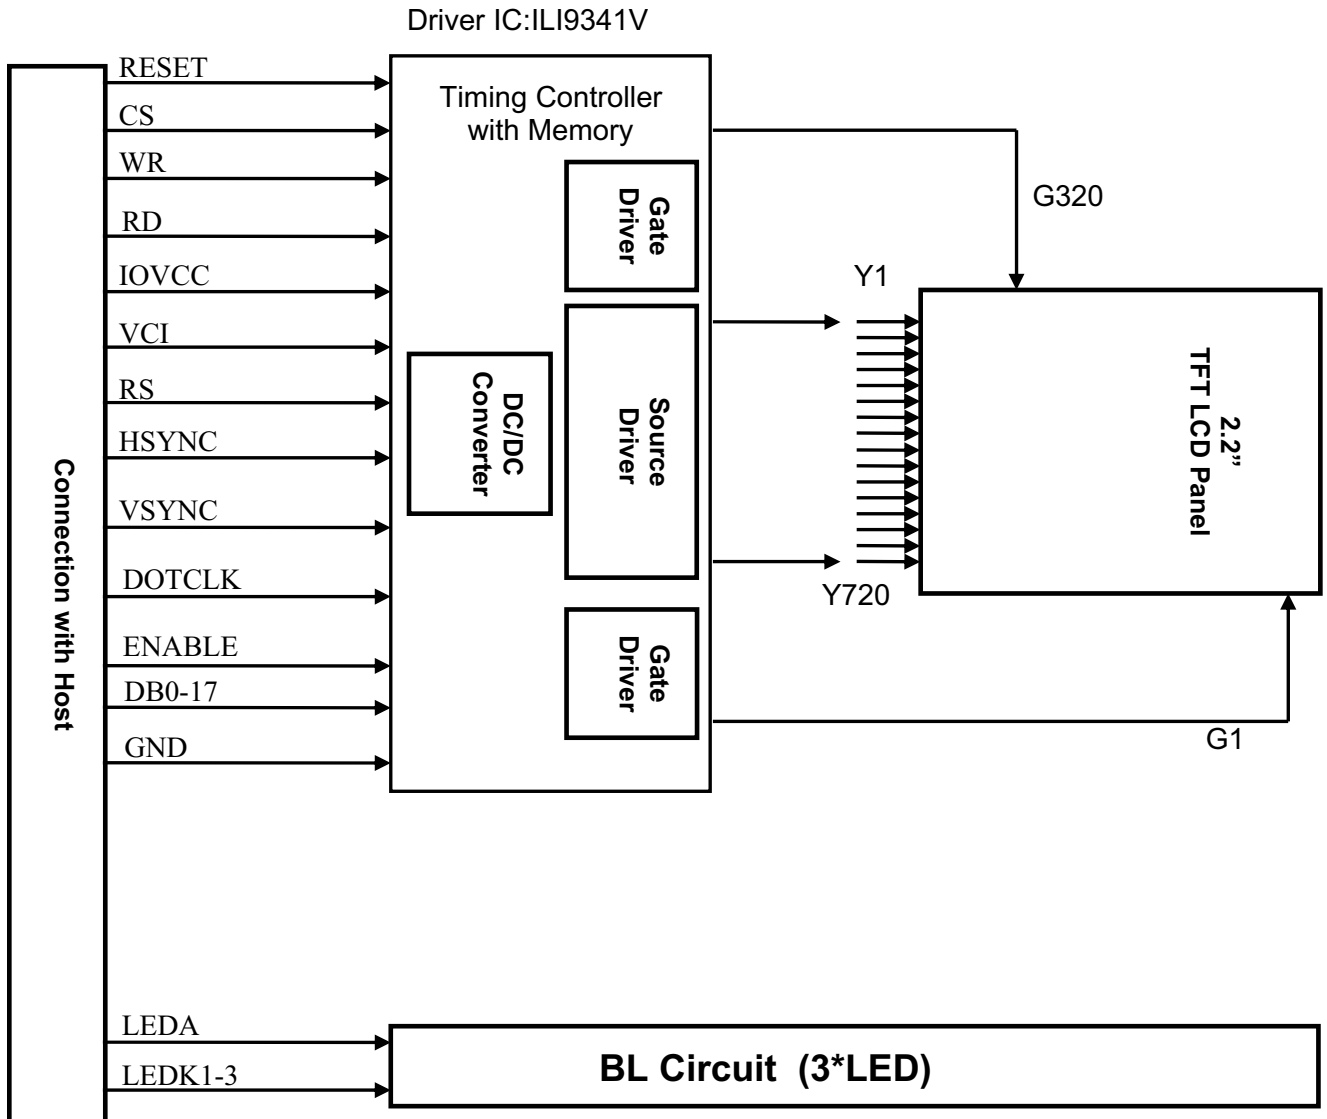 Driver IC:ILI9341V
Connection with Host
RESET
CS
WR
RD
IOVCC
VCI
RS
HSYNC
VSYNC
DOTCLK
ENABLE
DB0-17
GND
Timing Controller
with Memory
Gate
Driver
DC/DC
Converter
Source
Driver
Gate
Driver
G320
Y1
Y720
2.2”
TFT LCD Panel
G1
LEDA
LEDK1-3
BL Circuit (3*LED)